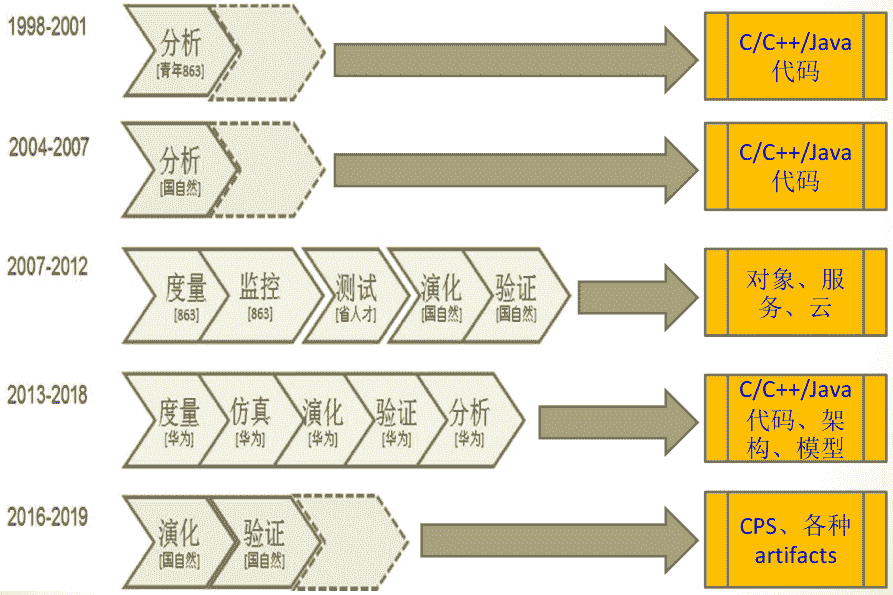 1998-2001
分析
[青年863]
C/C++/Java
代码
2004-2007
分析
[国自然]
C/C++/Java
代码
2007-2012
度量
[863]
监控
[863]
测试
[省人才]
演化
[国自然]
验证
[国自然]
对象、服
务、云
2013-2018
度量
[华为]
仿真
[华为]
演化
[华为]
验证
[华为]
分析
[华为]
C/C++/Java
代码、架
构、模型
2016-2019
演化
[国自然]
验证
[国自然]
CPS、各种
artifacts